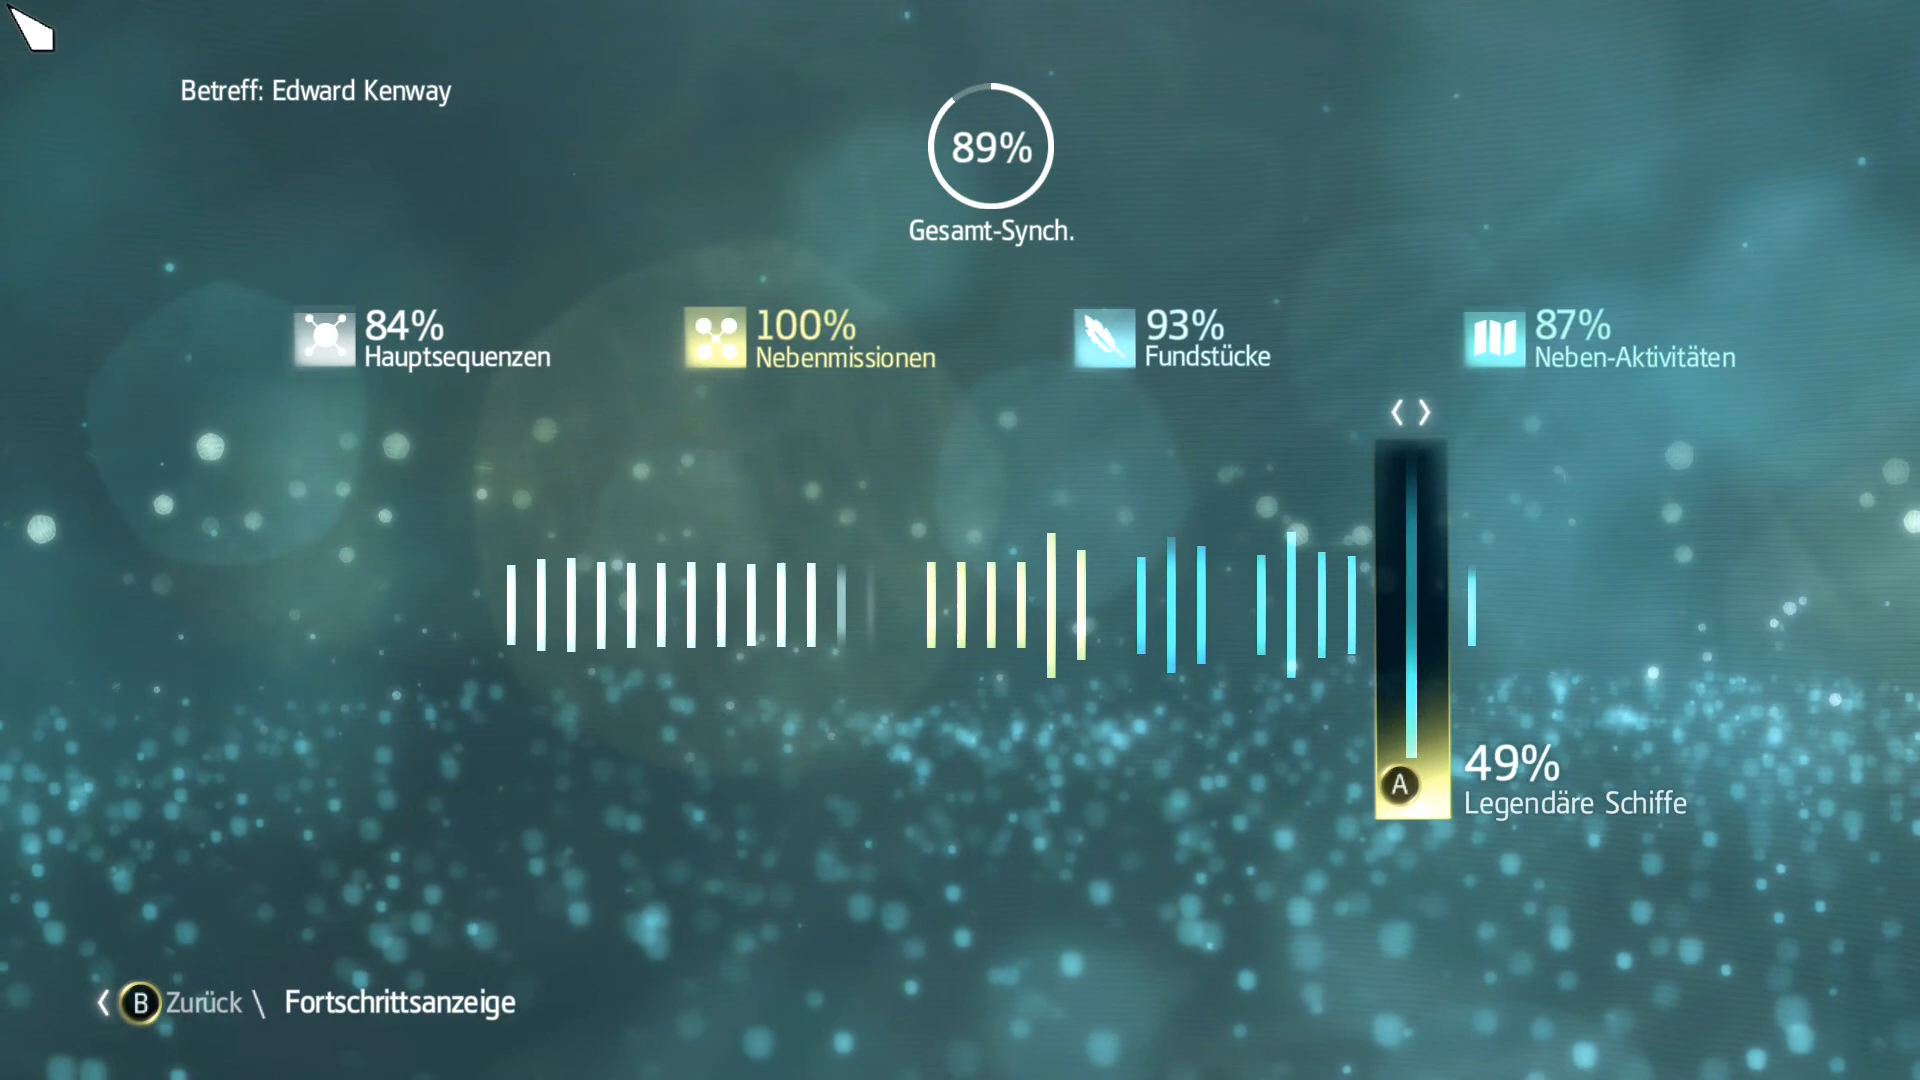 Betreff: Edward Kenway
89%
Gesamt-Synch.
84%
Hauptsequenzen
100%
Nebenmissionen
93%
Fundstücke
87%
Neben-Aktivitäten
A
49%
Legendäre Schiffe
B Zurück \ Fortschrittsanzeige